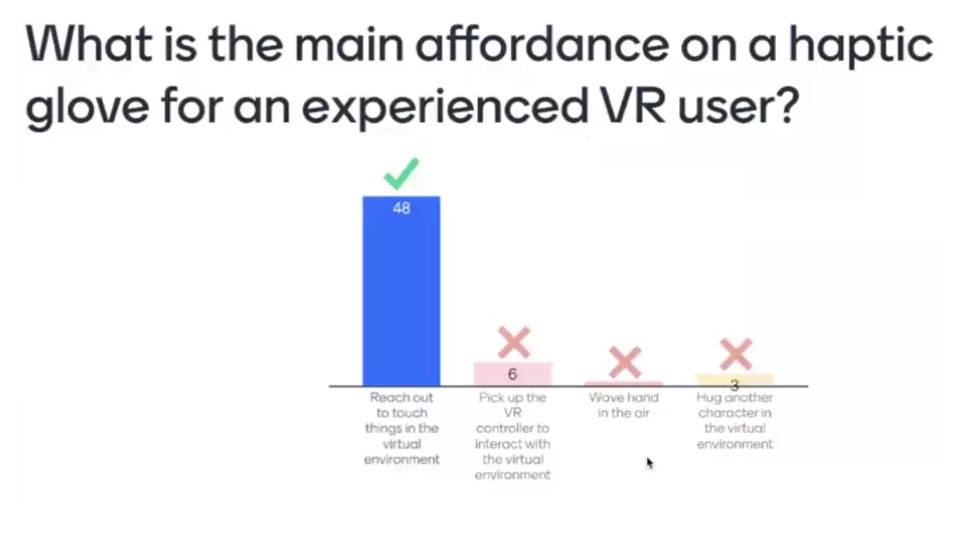 What is the main affordance on a haptic
glove for an experienced VR user?
48
6
3
Reach out
to touch
things in the
virtual
environment
Pick up the
VR
controller to
interact with
the virtual
environment
Wave hand
in the air
Hug another
character in
the virtual
environment